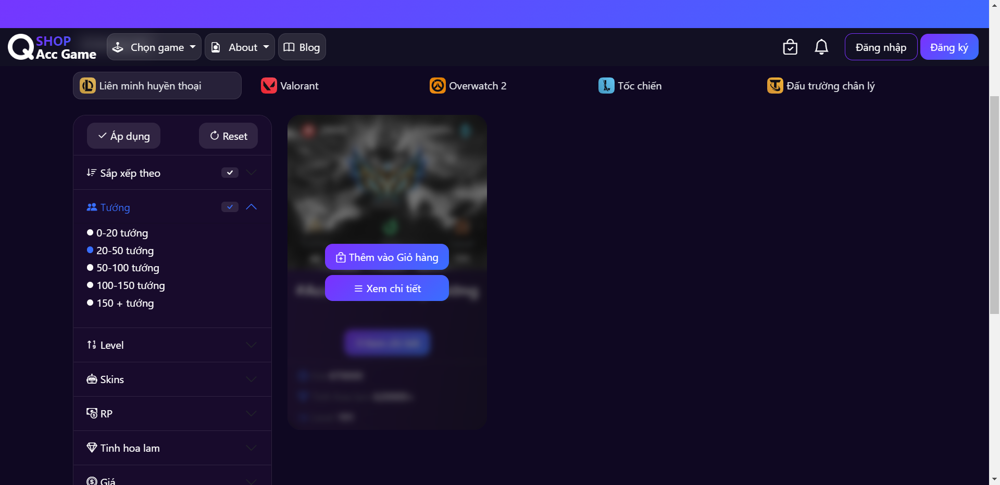 SHOP
Acc Game
Chọn game
About
Blog
Đăng nhập
Đăng ký
Liên minh huyền thoại
Valorant
Overwatch 2
Tốc chiến
Đấu trường chân lý
Áp dụng
Reset
Sắp xếp theo
Tướng
0-20 tướng
20-50 tướng
50-100 tướng
100-150 tướng
150 + tướng
Level
Skins
RP
Tinh hoa lam
Giá
Thêm vào Giỏ hàng
Xem chi tiết